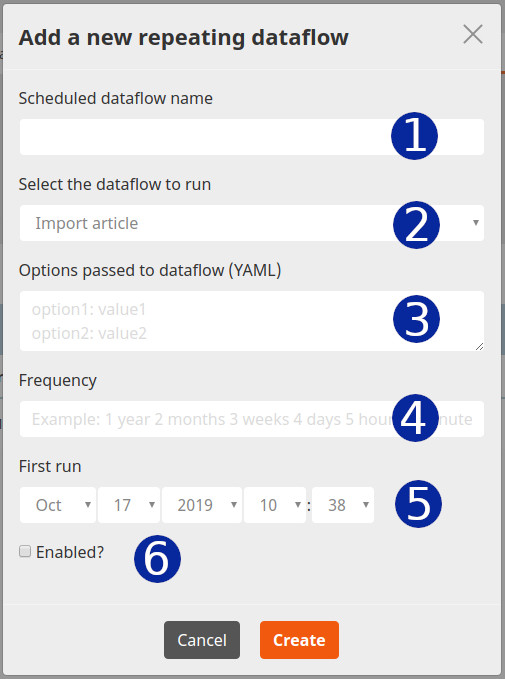 Add a new repeating dataflow
Scheduled dataflow name
1
Select the dataflow to run
Import article
2
Options passed to dataflow (YAML)
option1: value1
option2: value2
3
Frequency
Example: 1 year 2 months 3 weeks 4 days 5 hou
4
First run
Oct 17 2019 10 : 38
5
Enabled?
6
Cancel Create